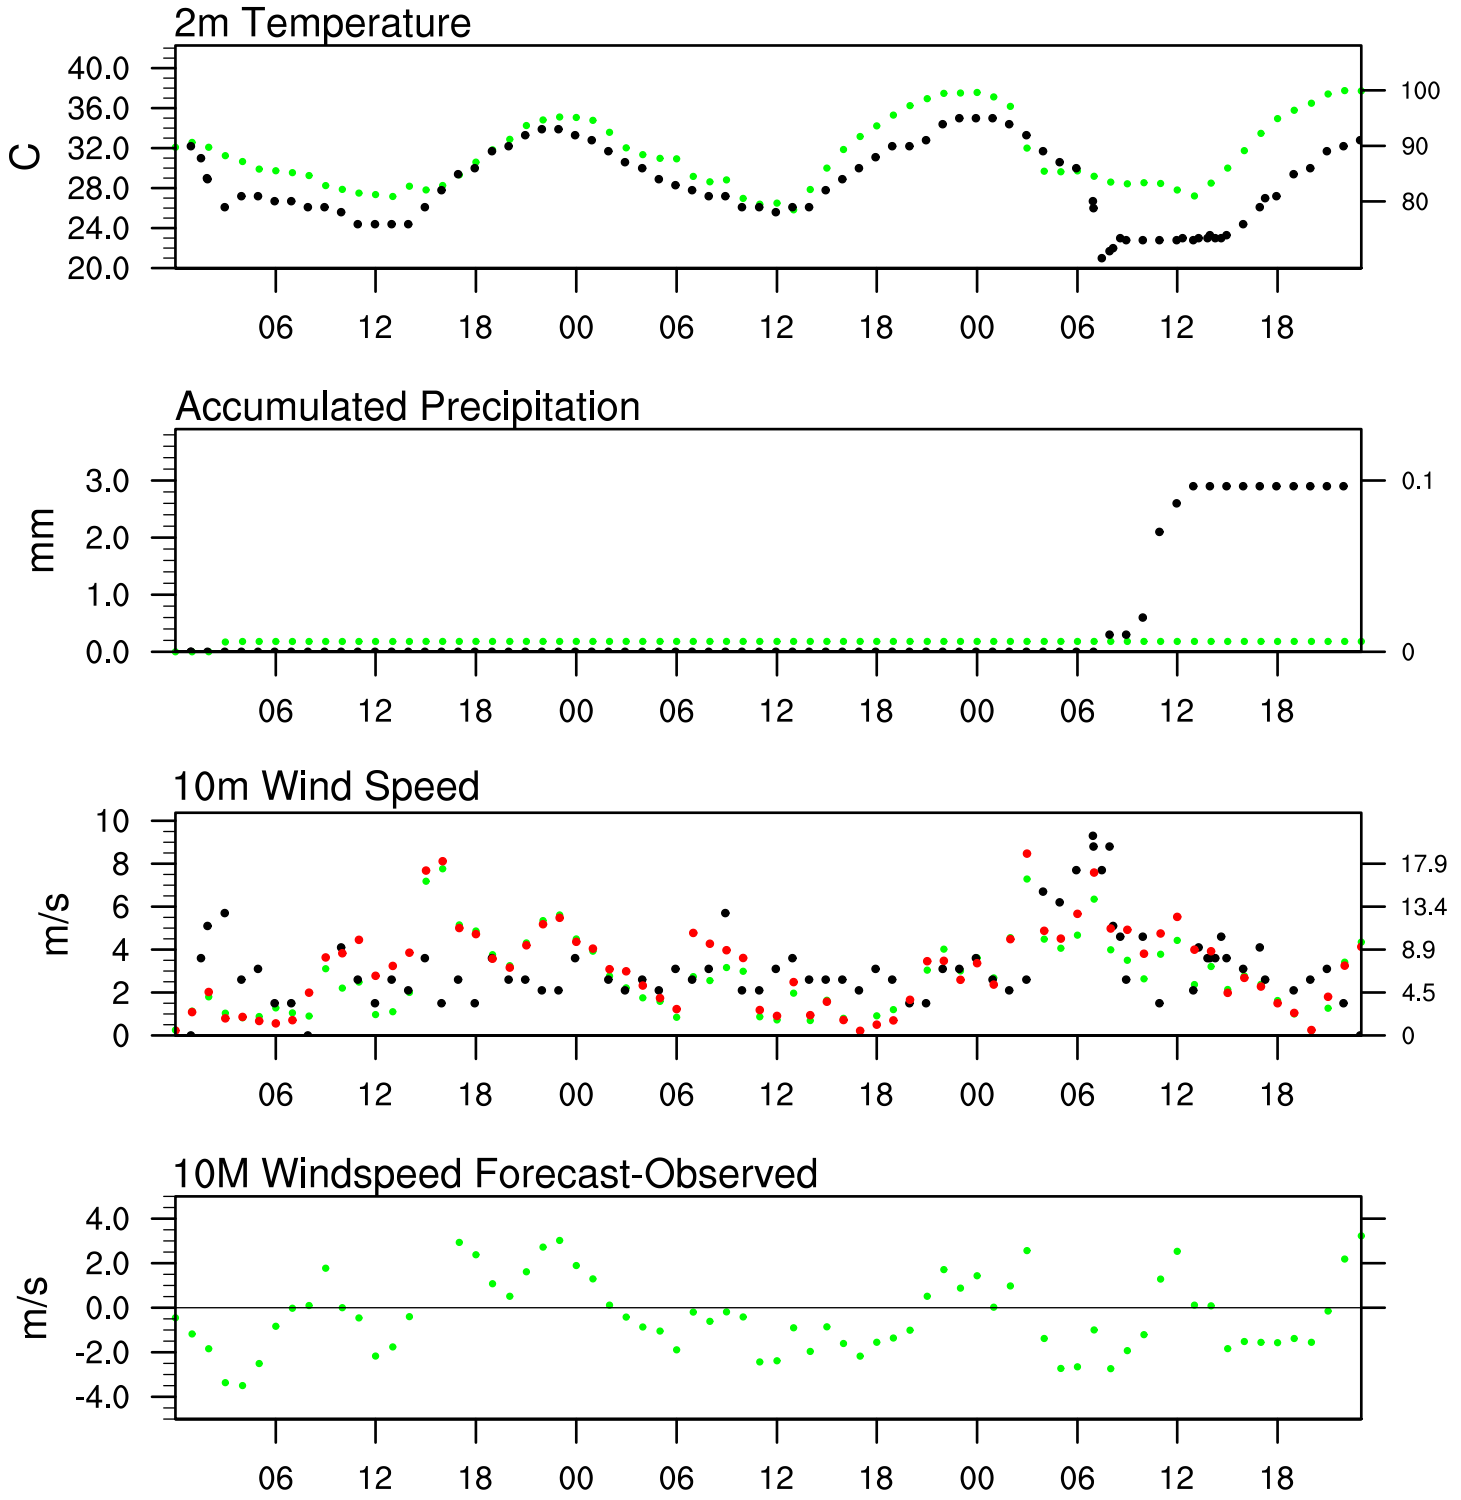 2m Temperature
40.0
36.0
32.0
28.0
24.0
20.0
C
100
90
80
06 12 18 00 06 12 18 00 06 12 18
Accumulated Precipitation
3.0
2.0
1.0
0.0
mm
0.1
0
06 12 18 00 06 12 18 00 06 12 18
10m Wind Speed
10
8
6
4
2
0
m/s
17.9
13.4
8.9
4.5
0
06 12 18 00 06 12 18 00 06 12 18
10M Windspeed Forecast-Observed
4.0
2.0
0.0
-2.0
-4.0
m/s
06 12 18 00 06 12 18 00 06 12 18